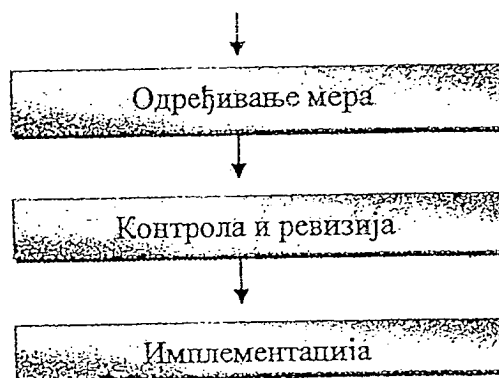 Одређивање мера
Контрола и ревизија
Имплементација